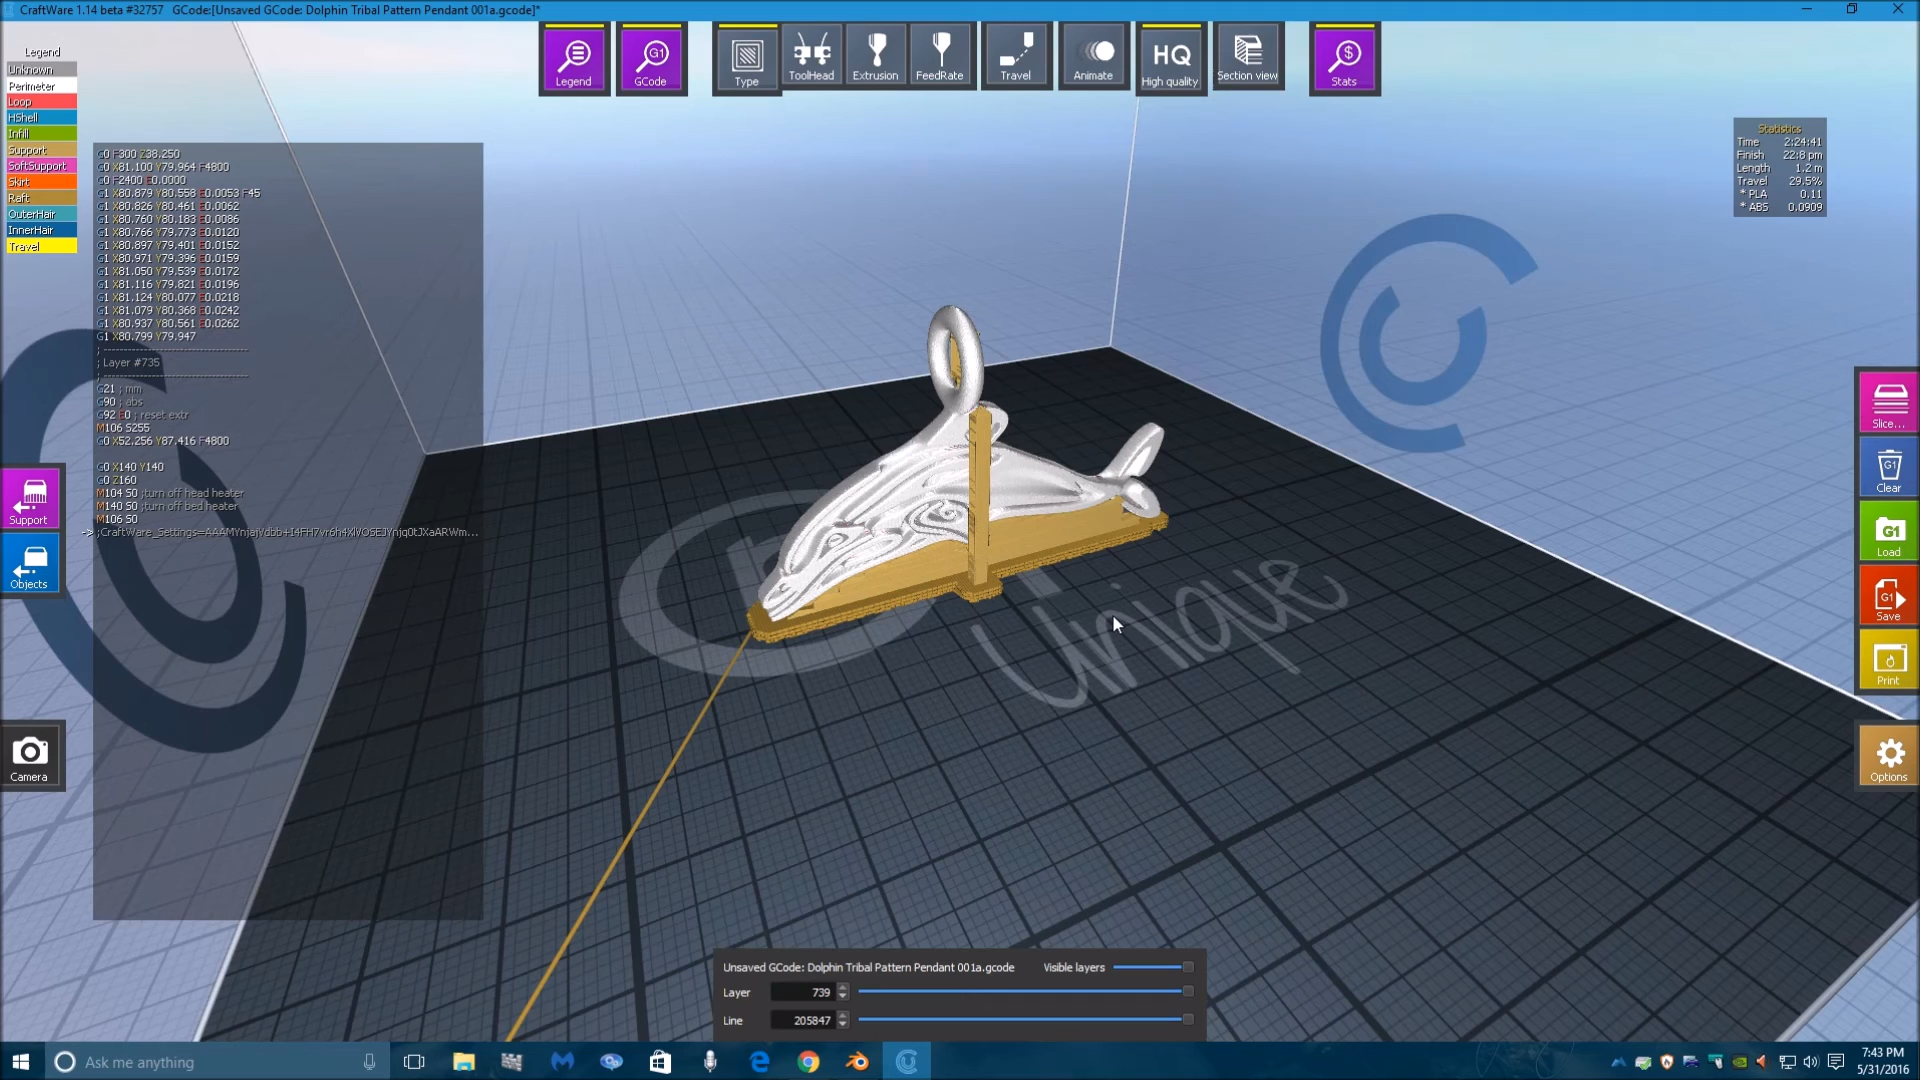 CraftWare 1.14 beta #32757 GCode:[Unsaved GCode: Dolphin Tribal Pattern Pendant 001a.gcode]*
Legend
GCode
Type
ToolHead
Extrusion
FeedRate
Travel
Animate
HQ
High quality
Section view
Stats
Legend
Unknown
Perimeter
Loop
HShell
Infill
Support
SoftSupport
Skirt
Raft
OuterHair
InnerHair
Travel
G0 F300 Z38.250
G0 X81.100 Y79.964 F4800
G0 F2400 E0.0000
G1 X80.879 Y80.558 E0.0053 F45
G1 X80.826 Y80.461 E0.0062
G1 X80.760 Y80.183 E0.0086
G1 X80.766 Y79.773 E0.0120
G1 X80.897 Y79.401 E0.0152
G1 X80.971 Y79.396 E0.0159
G1 X81.050 Y79.539 E0.0172
G1 X81.116 Y79.821 E0.0196
G1 X81.124 Y80.077 E0.0218
G1 X81.079 Y80.368 E0.0242
G1 X80.937 Y80.561 E0.0262
G1 X80.799 Y79.947
; ----------------------------------------
; Layer #735
; ----------------------------------------
G21 ; mm
G90 ; abs
G92 E0 ; reset extr
M106 S255
G0 X52.256 Y87.416 F4800
G0 X140 Y140
G0 Z160
M104 S0 ;turn off head heater
M140 S0 ;turn off bed heater
M106 S0
Statistics
Time 2:24:41
Finish 22:8 pm
Length 1.2 m
Travel 29.5%
* PLA 0.11
* ABS 0.0909
Support
Objects
Camera
Unique
Slice...
G1
Clear
G1
Load
G1
Save
Print
Options
Unsaved GCode: Dolphin Tribal Pattern Pendant 001a.gcode Visible layers
Layer 739
Line 205847
Ask me anything
7:43 PM
5/31/2016